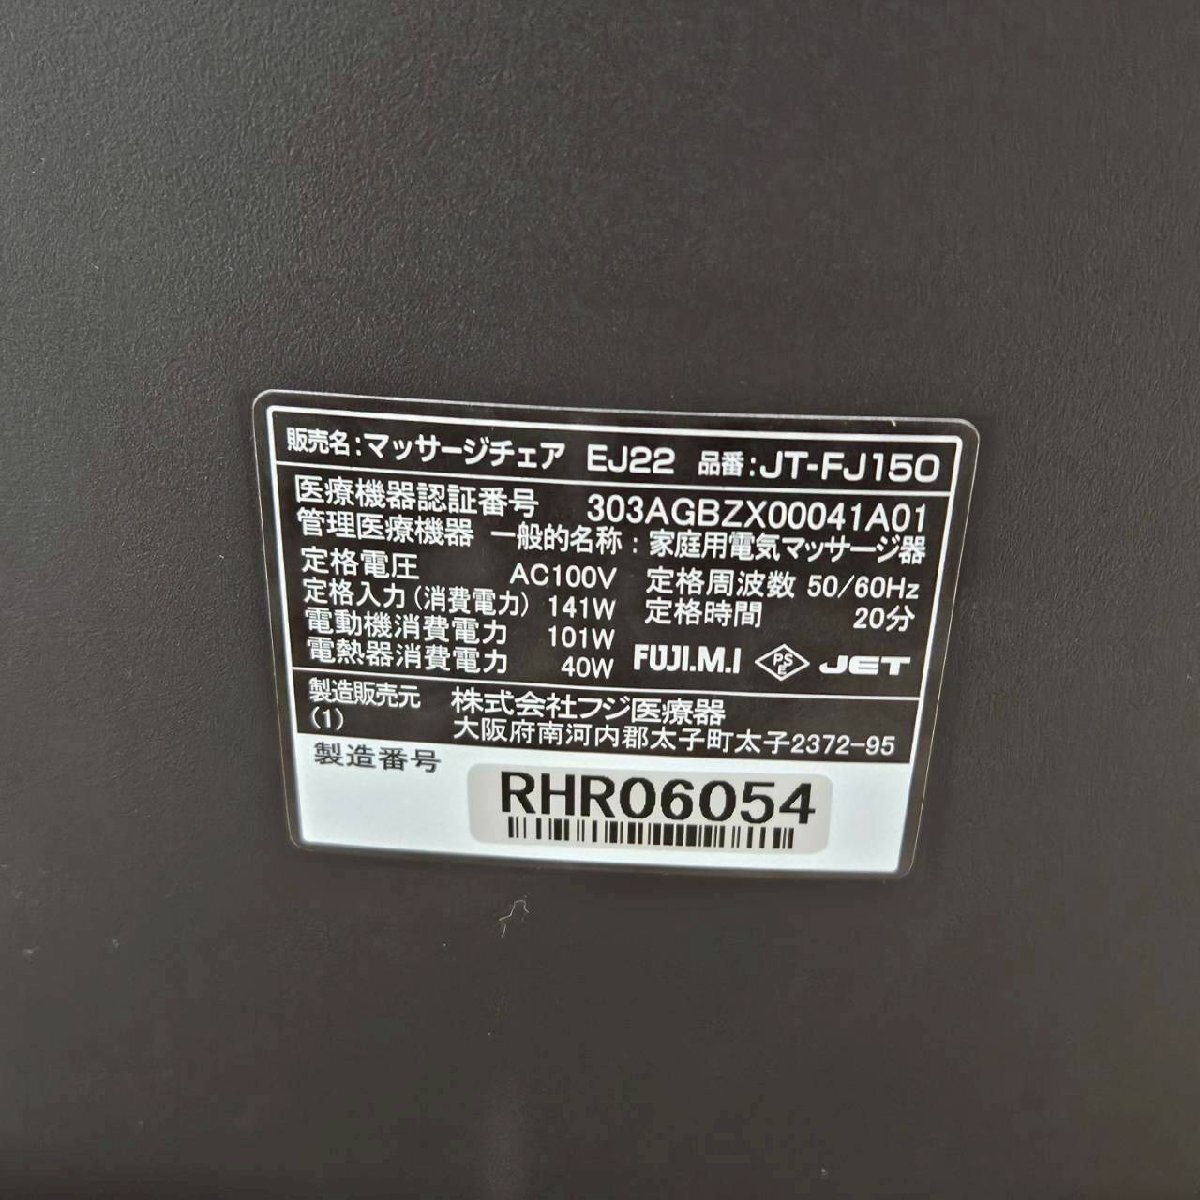 販売名:マッサージチェア EJ22 品番:JT-FJ150
医療機器認証番号 303AGBZX00041A01
管理医療機器 一般的名称:家庭用電気マッサージ器
定格電圧 AC100V 定格周波数 50/60Hz
定格入力(消費電力) 141W 定格時間 20分
電動機消費電力 101W
電熱器消費電力 40W FUJI.M.I PSE JET
製造販売元 株式会社フジ医療器
(1) 大阪府南河内郡太子町太子2372-95
製造番号 RHR06054